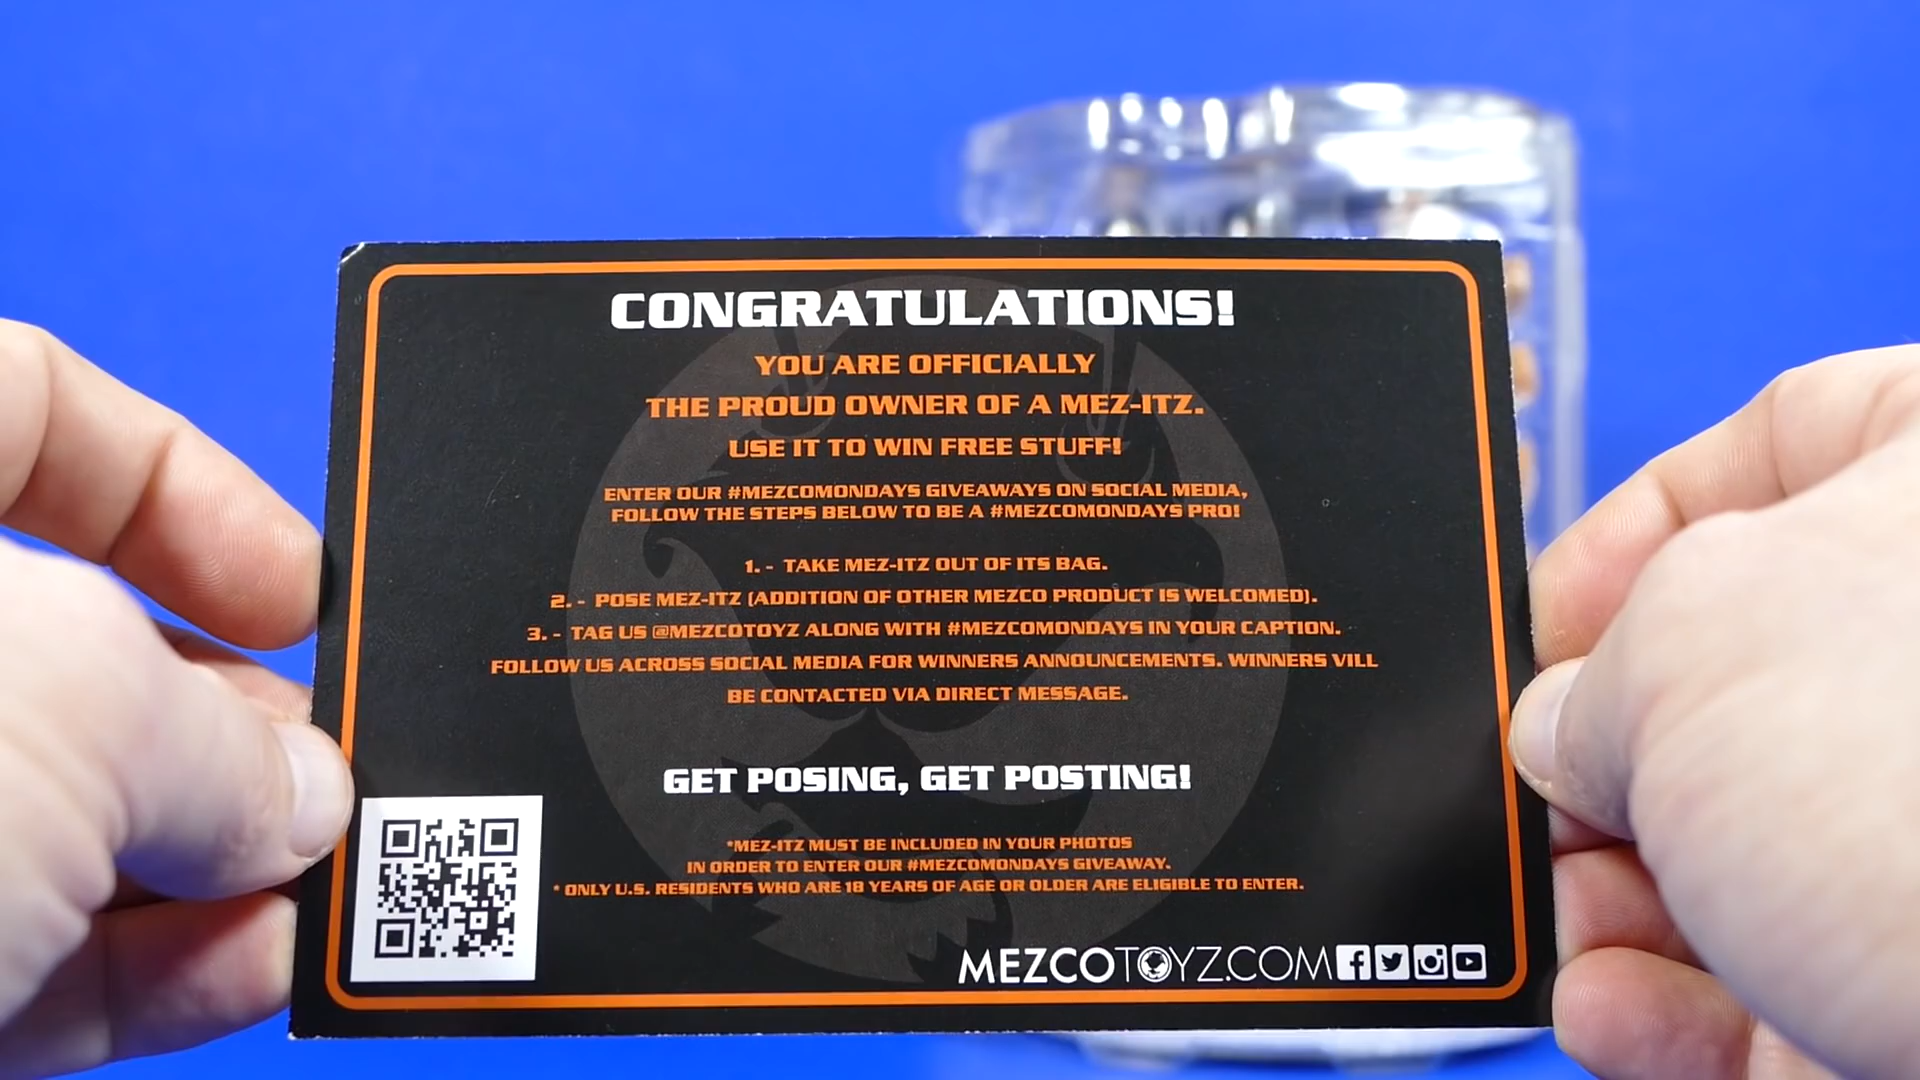 CONGRATULATIONS!
YOU ARE OFFICIALLY
THE PROUD OWNER OF A MEZ-ITZ.
USE IT TO WIN FREE STUFF!
ENTER OUR #MEZCOMONDAYS GIVEAWAYS ON SOCIAL MEDIA,
FOLLOW THE STEPS BELOW TO BE A #MEZCOMONDAYS PRO!
1. - TAKE MEZ-ITZ OUT OF ITS BAG.
2. - POSE MEZ-ITZ (ADDITION OF OTHER MEZCO PRODUCT IS WELCOMED).
3. - TAG US @MEZCOTOYZ ALONG WITH #MEZCOMONDAYS IN YOUR CAPTION.
FOLLOW US ACROSS SOCIAL MEDIA FOR WINNERS ANNOUNCEMENTS. WINNERS VILL
BE CONTACTED VIA DIRECT MESSAGE.
GET POSING, GET POSTING!
*MEZ-ITZ MUST BE INCLUDED IN YOUR PHOTOS
IN ORDER TO ENTER OUR #MEZCOMONDAYS GIVEAWAY.
* ONLY U.S. RESIDENTS WHO ARE 18 YEARS OF AGE OR OLDER ARE ELIGIBLE TO ENTER.
MEZCOTOYZ.COM